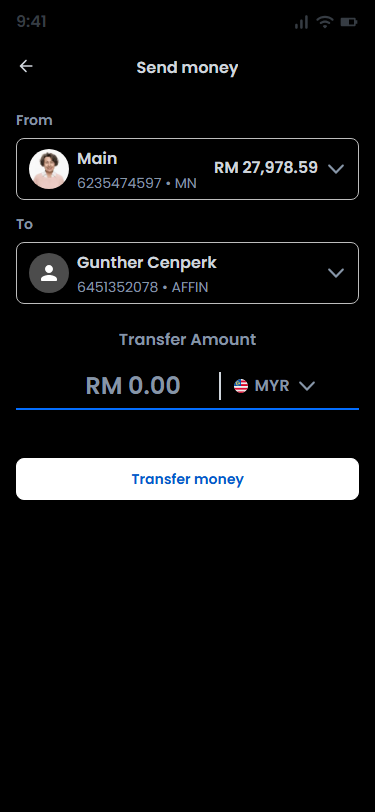 9:41
Send money
From
Main
6235474597 • MN
RM 27,978.59
To
Gunther Cenperk
6451352078 • AFFIN
Transfer Amount
RM 0.00
MYR
Transfer money